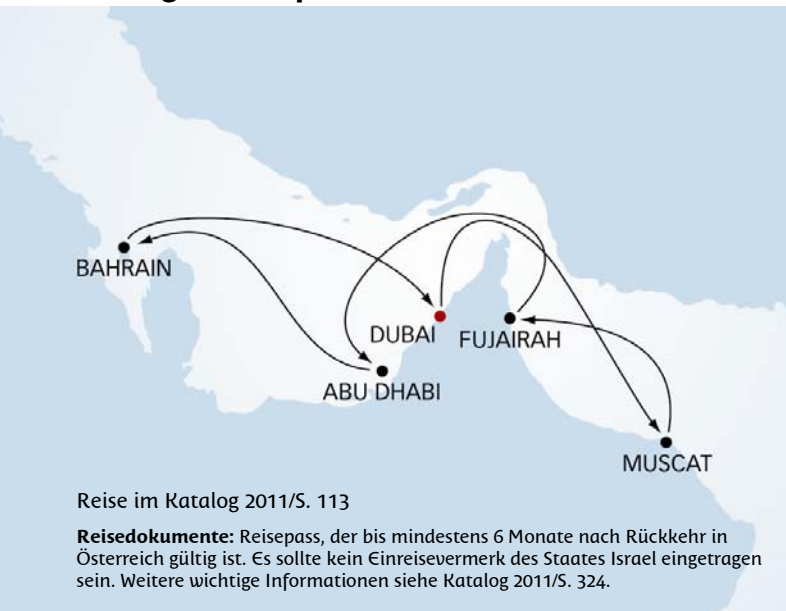 BAHRAIN
DUBAI
FUJAIRAH
ABU DHABI
MUSCAT
Reise im Katalog 2011/S. 113
Reisedokumente: Reisepass, der bis mindestens 6 Monate nach Rückkehr in
Österreich gültig ist. Es sollte kein Einreisevermerk des Staates Israel eingetragen
sein. Weitere wichtige Informationen siehe Katalog 2011/S. 324.